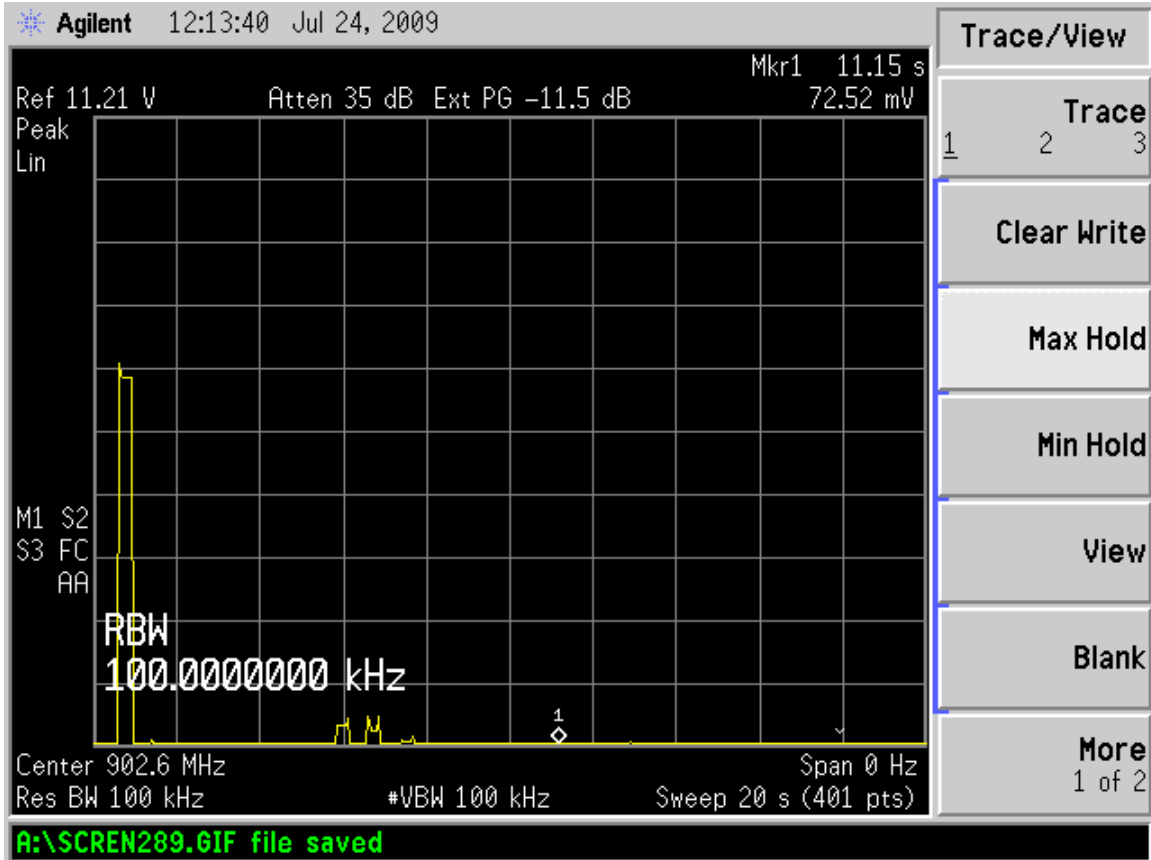 Agilent 12:13:40 Jul 24, 2009
Trace/View
Mkr1 11.15 s
Ref 11.21 V Atten 35 dB Ext PG -11.5 dB 72.52 mV
Peak
Lin
Trace
1 2 3
Clear Write
Max Hold
Min Hold
M1 S2
S3 FC
AA
View
RBW
100.0000000 kHz
Blank
1
Center 902.6 MHz Span 0 Hz
Res BW 100 kHz #VBW 100 kHz Sweep 20 s (401 pts)
More
1 of 2
A:\SCREN289.GIF file saved